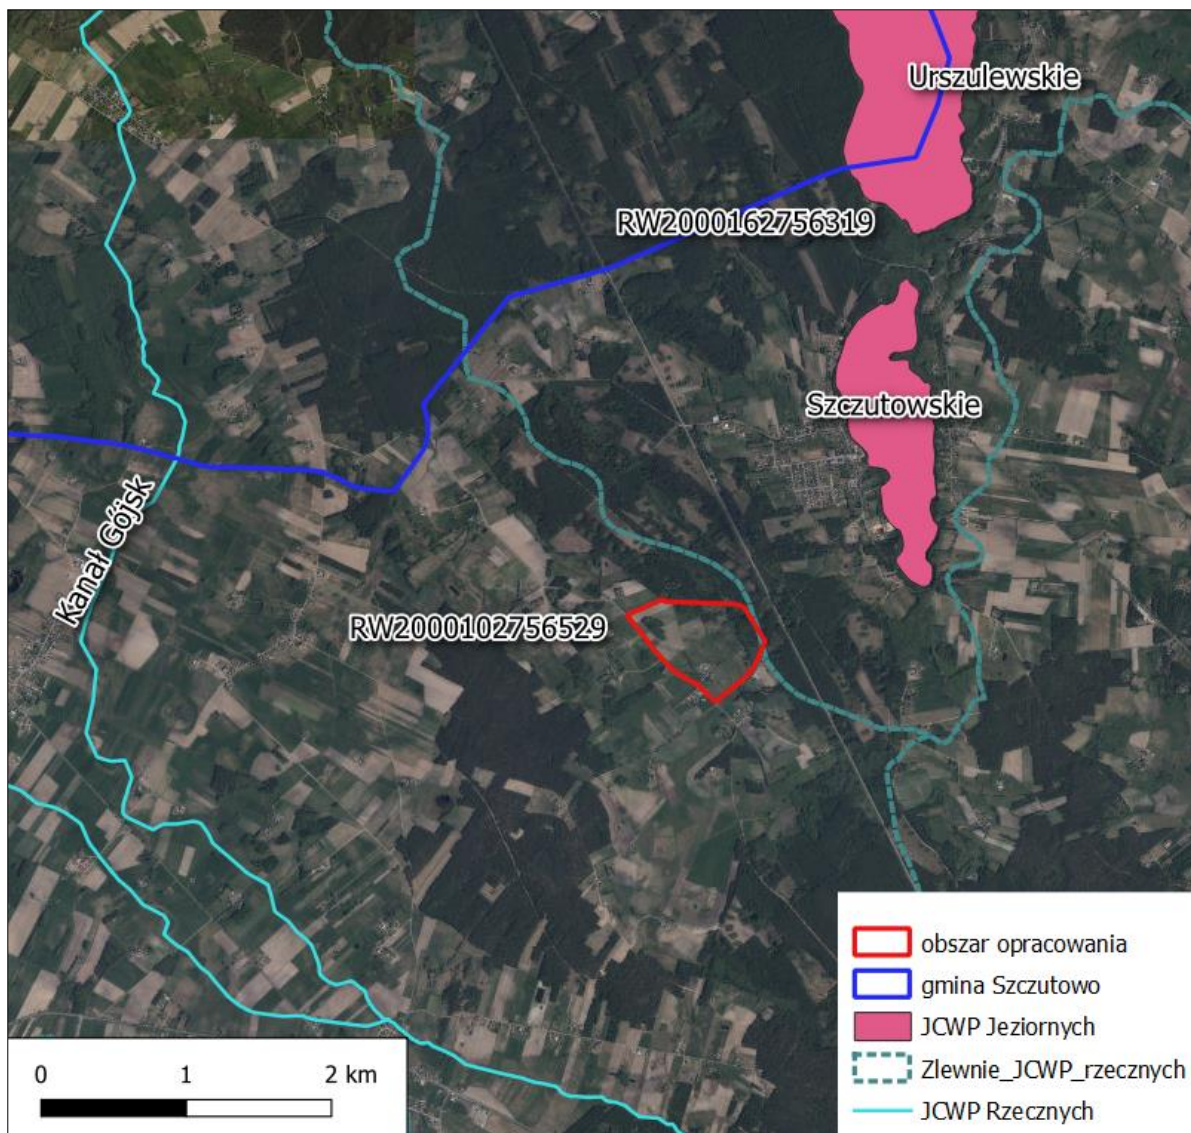 Urszulewskie
RW2000162756319
Szczutowskie
Kanał Gójsk
RW2000102756529
obszar opracowania
gmina Szczutowo
JCWP Jeziornych
Zlewnie_JCWP_rzecznych
JCWP Rzecznych
0 1 2 km